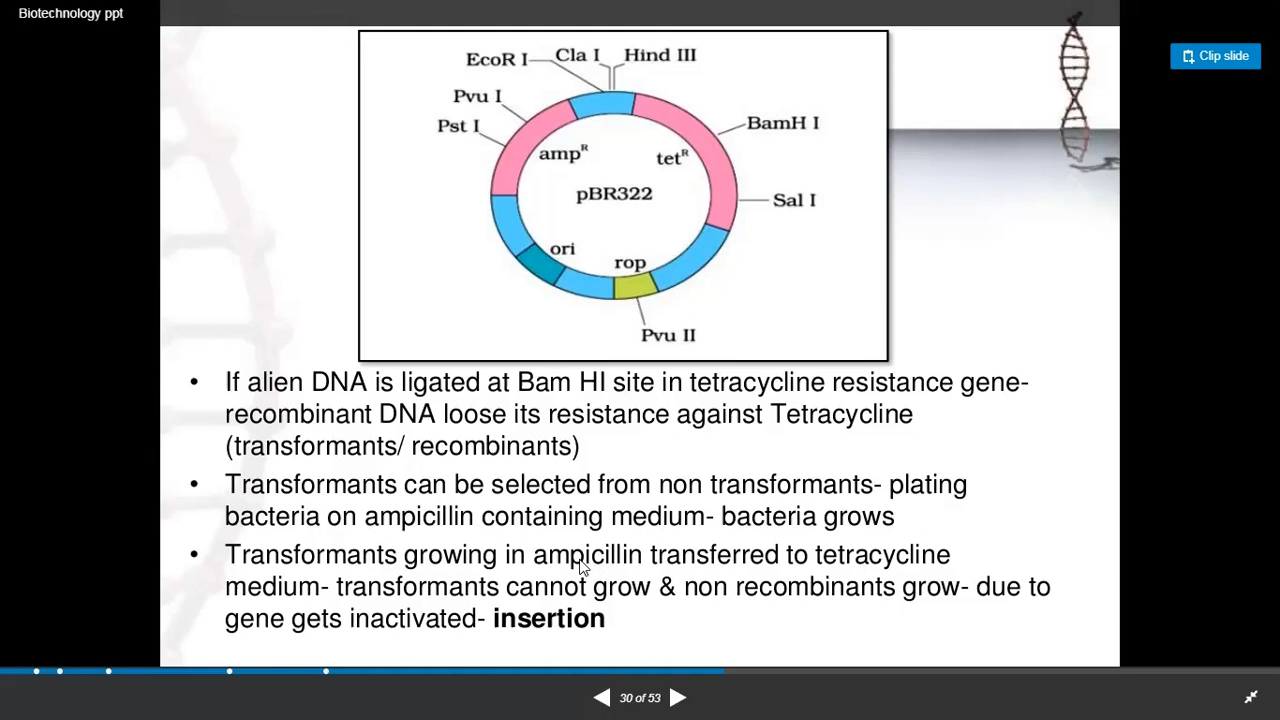 Biotechnology ppt
Clip slide
EcoR I
Cla I
Hind III
Pvu I
Pst I
BamH I
ampR
tetR
pBR322
Sal I
ori
rop
Pvu II
• If alien DNA is ligated at Bam HI site in tetracycline resistance gene-
recombinant DNA loose its resistance against Tetracycline
(transformants/ recombinants)
• Transformants can be selected from non transformants- plating
bacteria on ampicillin containing medium- bacteria grows
• Transformants growing in ampicillin transferred to tetracycline
medium- transformants cannot grow & non recombinants grow- due to
gene gets inactivated- insertion
30 of 53